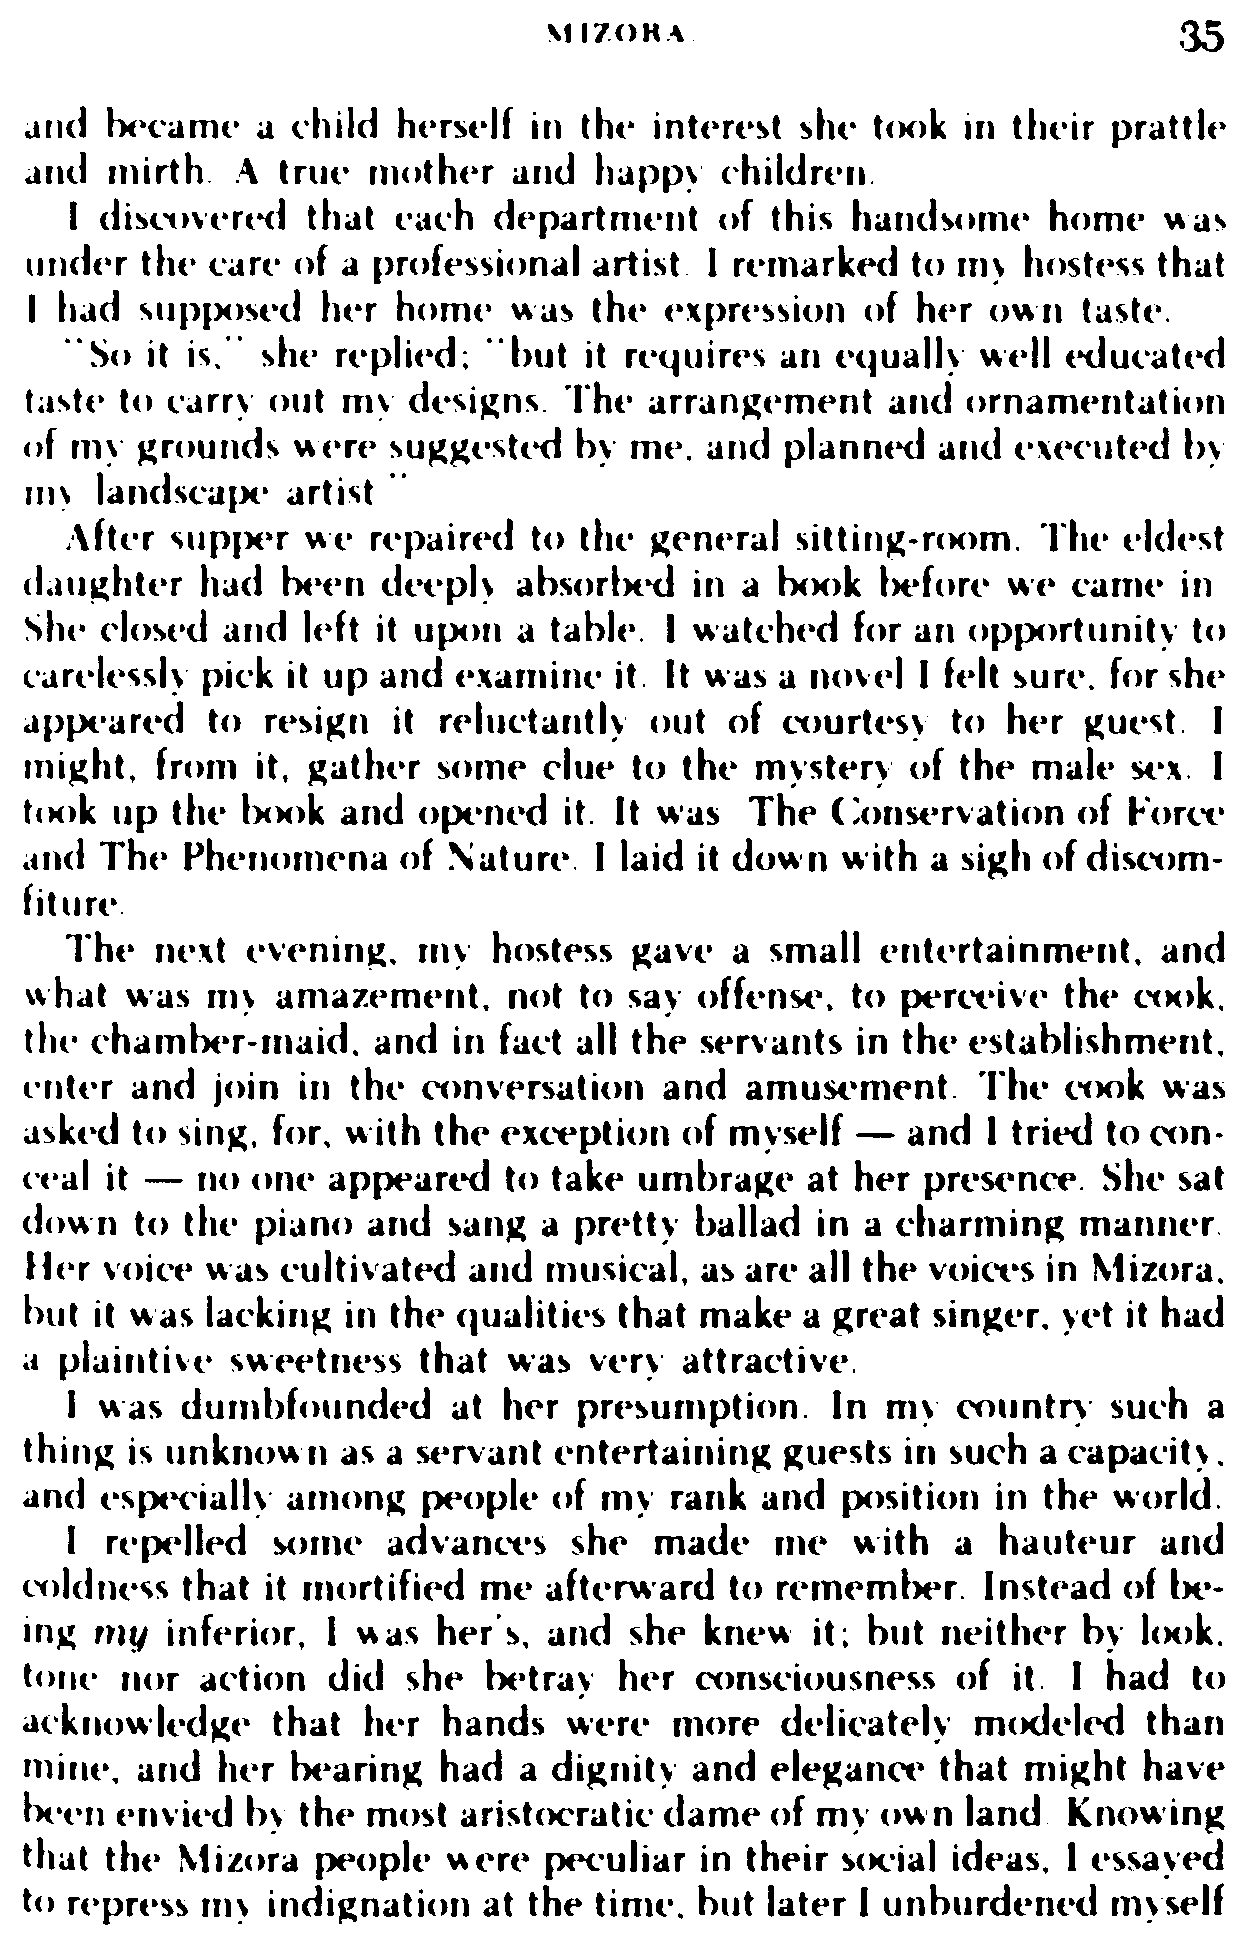 MIZORA 35
and became a child herself in the interest she took in their prattle
and mirth. A true mother and happy children.
I discovered that each department of this handsome home was
under the care of a professional artist. I remarked to my hostess that
I had supposed her home was the expression of her own taste.
"So it is," she replied; "but it requires an equally well educated
taste to carry out my designs. The arrangement and ornamentation
of my grounds were suggested by me, and planned and executed by
my landscape artist"
After supper we repaired to the general sitting-room. The eldest
daughter had been deeply absorbed in a book before we came in
She closed and left it upon a table. I watched for an opportunity to
carelessly pick it up and examine it. It was a novel I felt sure, for she
appeared to resign it reluctantly out of courtesy to her guest. I
might, from it, gather some clue to the mystery of the male sex. I
took up the book and opened it. It was The Conservation of Force
and The Phenomena of Nature. I laid it down with a sigh of discom-
fiture.
The next evening, my hostess gave a small entertainment, and
what was my amazement, not to say offense, to perceive the cook,
the chamber-maid, and in fact all the servants in the establishment,
enter and join in the conversation and amusement. The cook was
asked to sing, for, with the exception of myself — and I tried to con-
ceal it — no one appeared to take umbrage at her presence. She sat
down to the piano and sang a pretty ballad in a charming manner.
Her voice was cultivated and musical, as are all the voices in Mizora,
but it was lacking in the qualities that make a great singer, yet it had
a plaintive sweetness that was very attractive.
I was dumbfounded at her presumption. In my country such a
thing is unknown as a servant entertaining guests in such a capacity,
and especially among people of my rank and position in the world.
I repelled some advances she made me with a hauteur and
coldness that it mortified me afterward to remember. Instead of be-
ing my inferior, I was her's, and she knew it; but neither by look,
tone nor action did she betray her consciousness of it. I had to
acknowledge that her hands were more delicately modeled than
mine, and her bearing had a dignity and elegance that might have
been envied by the most aristocratic dame of my own land. Knowing
that the Mizora people were peculiar in their social ideas, I essayed
to repress my indignation at the time, but later I unburdened myself